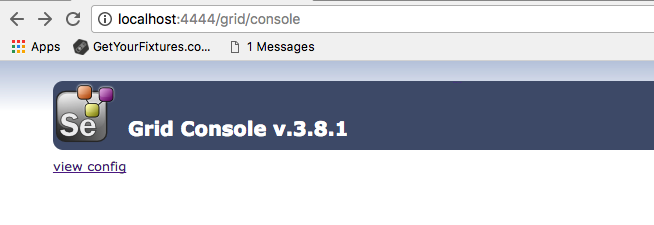 localhost:4444/grid/console
Apps GetYourFixtures.co... 1 Messages
Se Grid Console v.3.8.1
view config